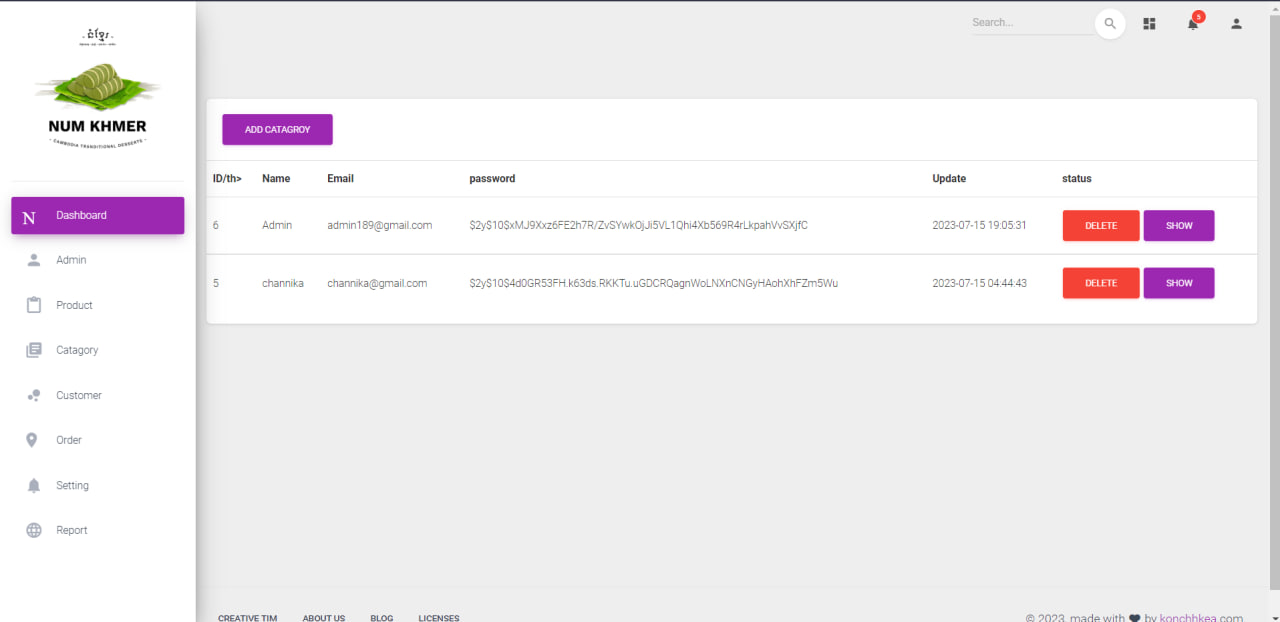 ខ្មែរ
NUM KHMER
CAMBODIA TRANDITIONAL DESSERTS
N Dashboard
Admin
Product
Catagory
Customer
Order
Setting
Report
Search...
5
ADD CATAGROY
ID/th> Name Email password Update status
6 Admin admin189@gmail.com $2y$10$xMJ9Xxz6FE2h7R/ZvSYwkOjJi5VL1Qhi4Xb569R4rLkpahVvSXjfC 2023-07-15 19:05:31 DELETE SHOW
5 channika channika@gmail.com $2y$10$4d0GR53FH.k63ds.RKKTu.uGDCRQagnWoLNXnCNGyHAohXhFZm5Wu 2023-07-15 04:44:43 DELETE SHOW
CREATIVE TIM ABOUT US BLOG LICENSES
© 2023, made with by konchhkea.com.